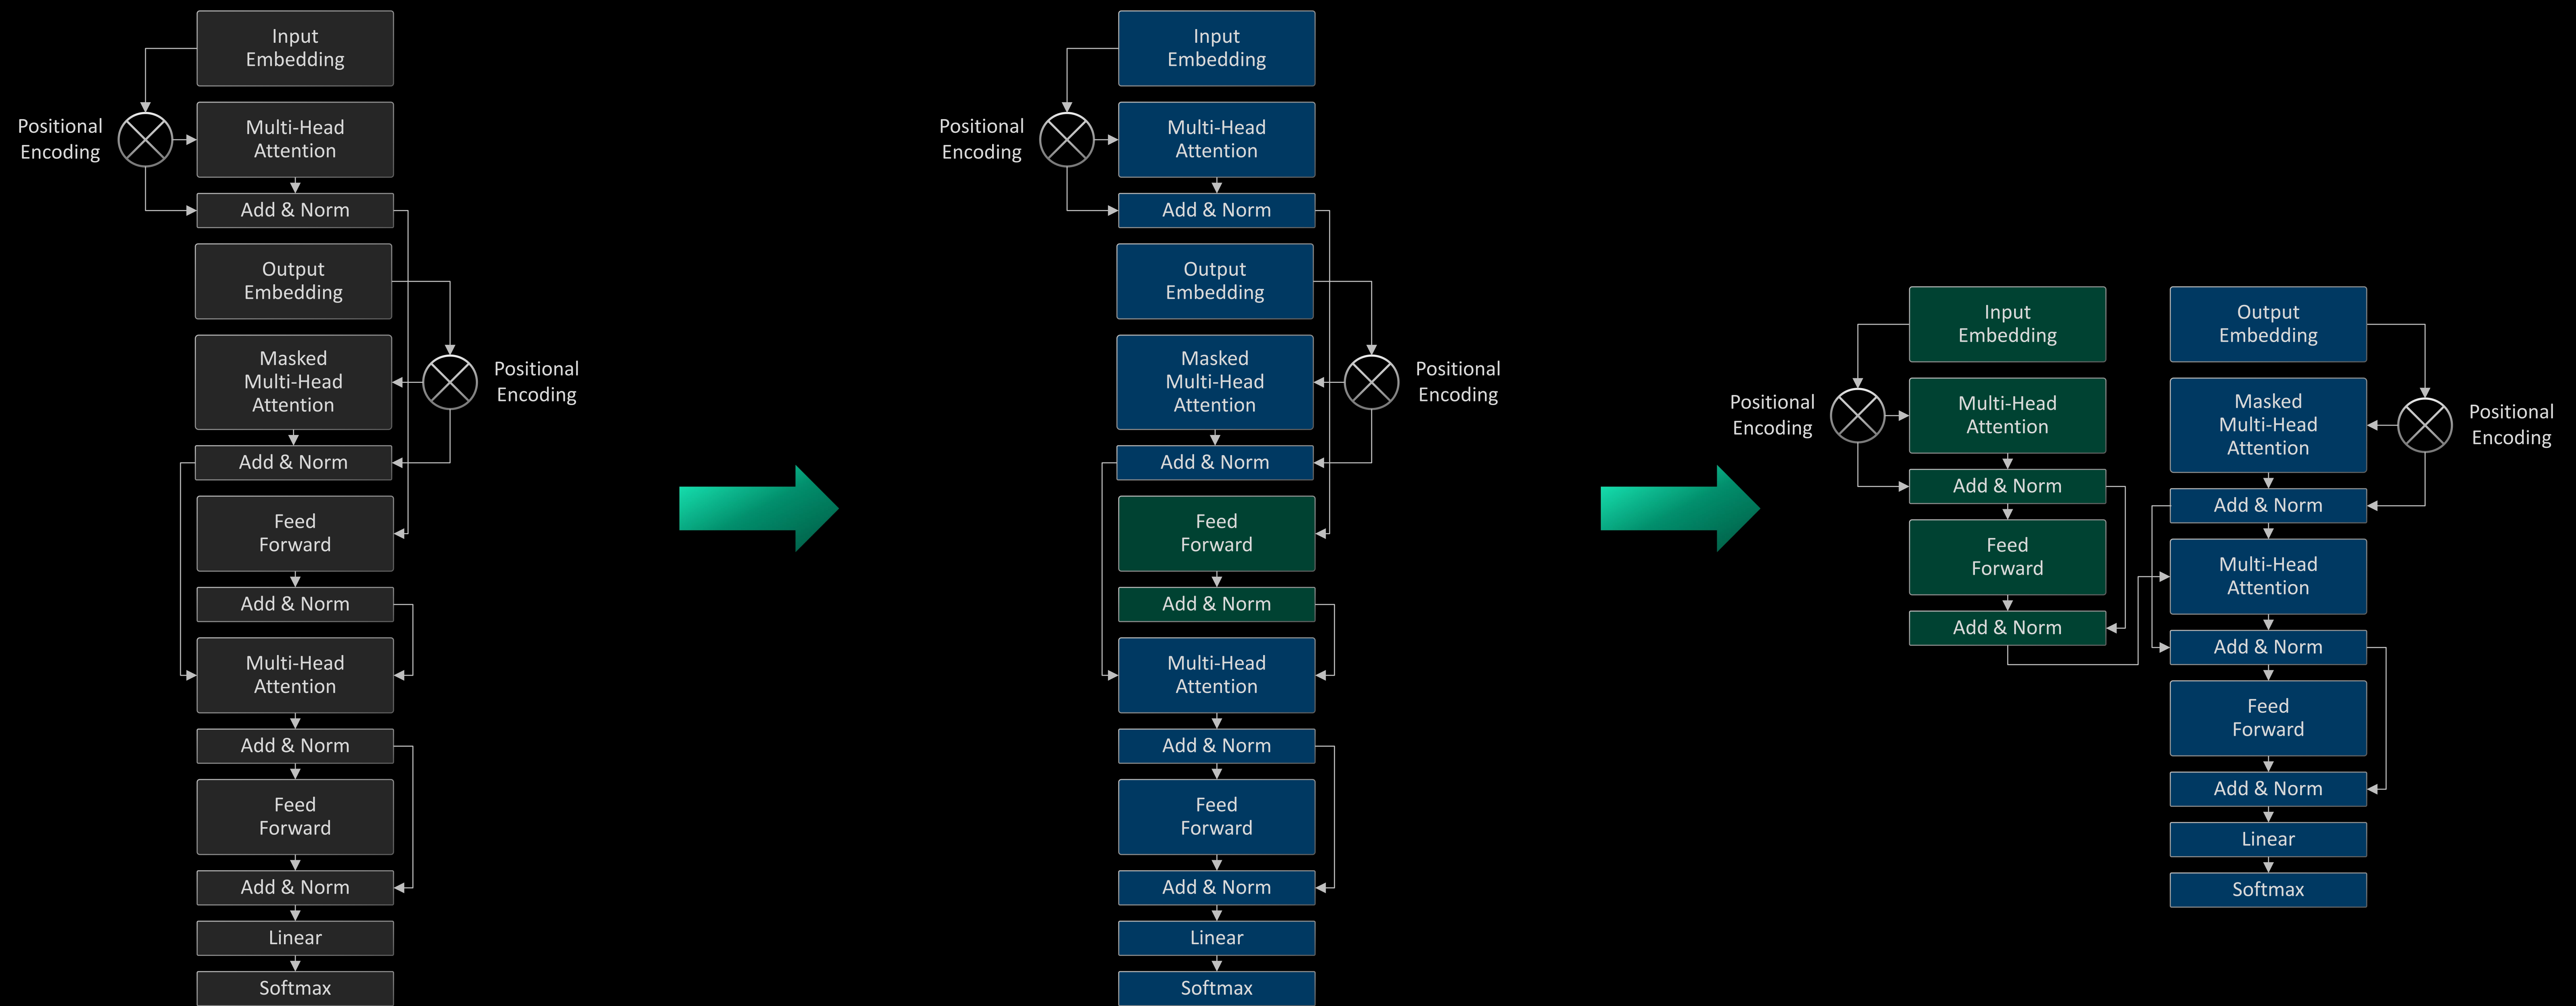 Input
Embedding
Positional
Encoding
Multi-Head
Attention
Add & Norm
Output
Embedding
Masked
Multi-Head
Attention
Positional
Encoding
Add & Norm
Feed
Forward
Add & Norm
Multi-Head
Attention
Add & Norm
Feed
Forward
Add & Norm
Linear
Softmax
Input
Embedding
Positional
Encoding
Multi-Head
Attention
Add & Norm
Output
Embedding
Masked
Multi-Head
Attention
Positional
Encoding
Add & Norm
Feed
Forward
Add & Norm
Multi-Head
Attention
Add & Norm
Feed
Forward
Add & Norm
Linear
Softmax
Input
Embedding
Positional
Encoding
Multi-Head
Attention
Add & Norm
Feed
Forward
Add & Norm
Output
Embedding
Masked
Multi-Head
Attention
Positional
Encoding
Add & Norm
Multi-Head
Attention
Add & Norm
Feed
Forward
Add & Norm
Linear
Softmax